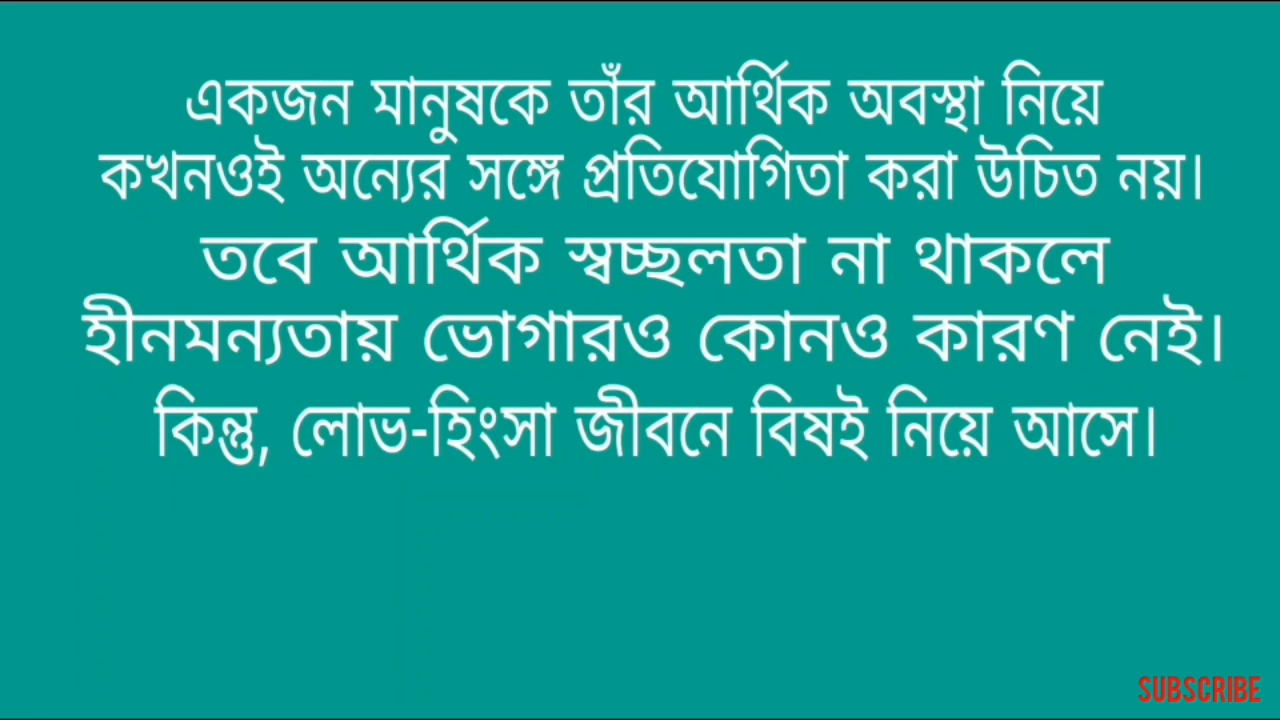 একজন মানুষকে তাঁর আর্থিক অবস্থা নিয়ে
কখনওই অন্যের সঙ্গে প্রতিযোগিতা করা উচিত নয়।
তবে আর্থিক স্বচ্ছলতা না থাকলে
হীনমন্যতায় ভোগারও কোনও কারণ নেই।
কিন্তু, লোভ-হিংসা জীবনে বিষই নিয়ে আসে।
SUBSCRIBE